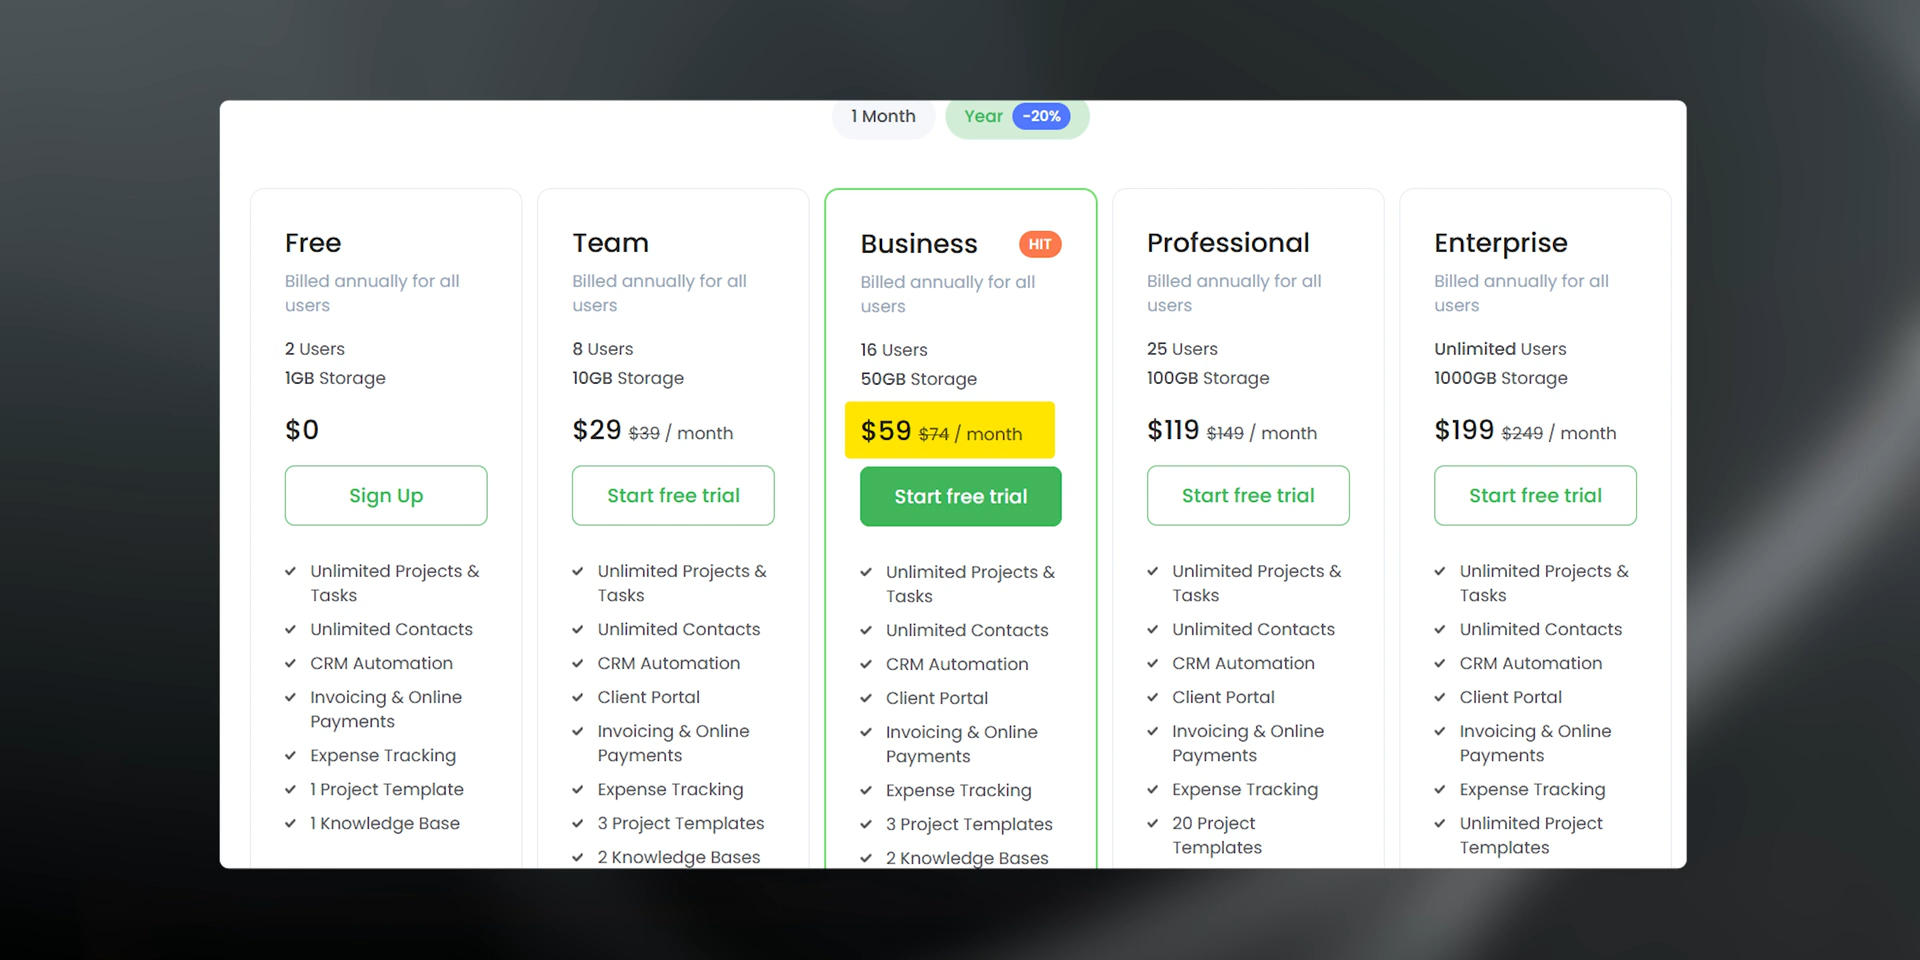 1 Month
Year -20%
Free
Billed annually for all
users
2 Users
1GB Storage
$0
Sign Up
Unlimited Projects &
Tasks
Unlimited Contacts
CRM Automation
Invoicing & Online
Payments
Expense Tracking
1 Project Template
1 Knowledge Base
Team
Billed annually for all
users
8 Users
10GB Storage
$29 $39 / month
Start free trial
Unlimited Projects &
Tasks
Unlimited Contacts
CRM Automation
Client Portal
Invoicing & Online
Payments
Expense Tracking
3 Project Templates
2 Knowledge Bases
Business HIT
Billed annually for all
users
16 Users
50GB Storage
$59 $74 / month
Start free trial
Unlimited Projects &
Tasks
Unlimited Contacts
CRM Automation
Client Portal
Invoicing & Online
Payments
Expense Tracking
3 Project Templates
2 Knowledge Bases
Professional
Billed annually for all
users
25 Users
100GB Storage
$119 $149 / month
Start free trial
Unlimited Projects &
Tasks
Unlimited Contacts
CRM Automation
Client Portal
Invoicing & Online
Payments
Expense Tracking
20 Project
Templates
Enterprise
Billed annually for all
users
Unlimited Users
1000GB Storage
$199 $249 / month
Start free trial
Unlimited Projects &
Tasks
Unlimited Contacts
CRM Automation
Client Portal
Invoicing & Online
Payments
Expense Tracking
Unlimited Project
Templates